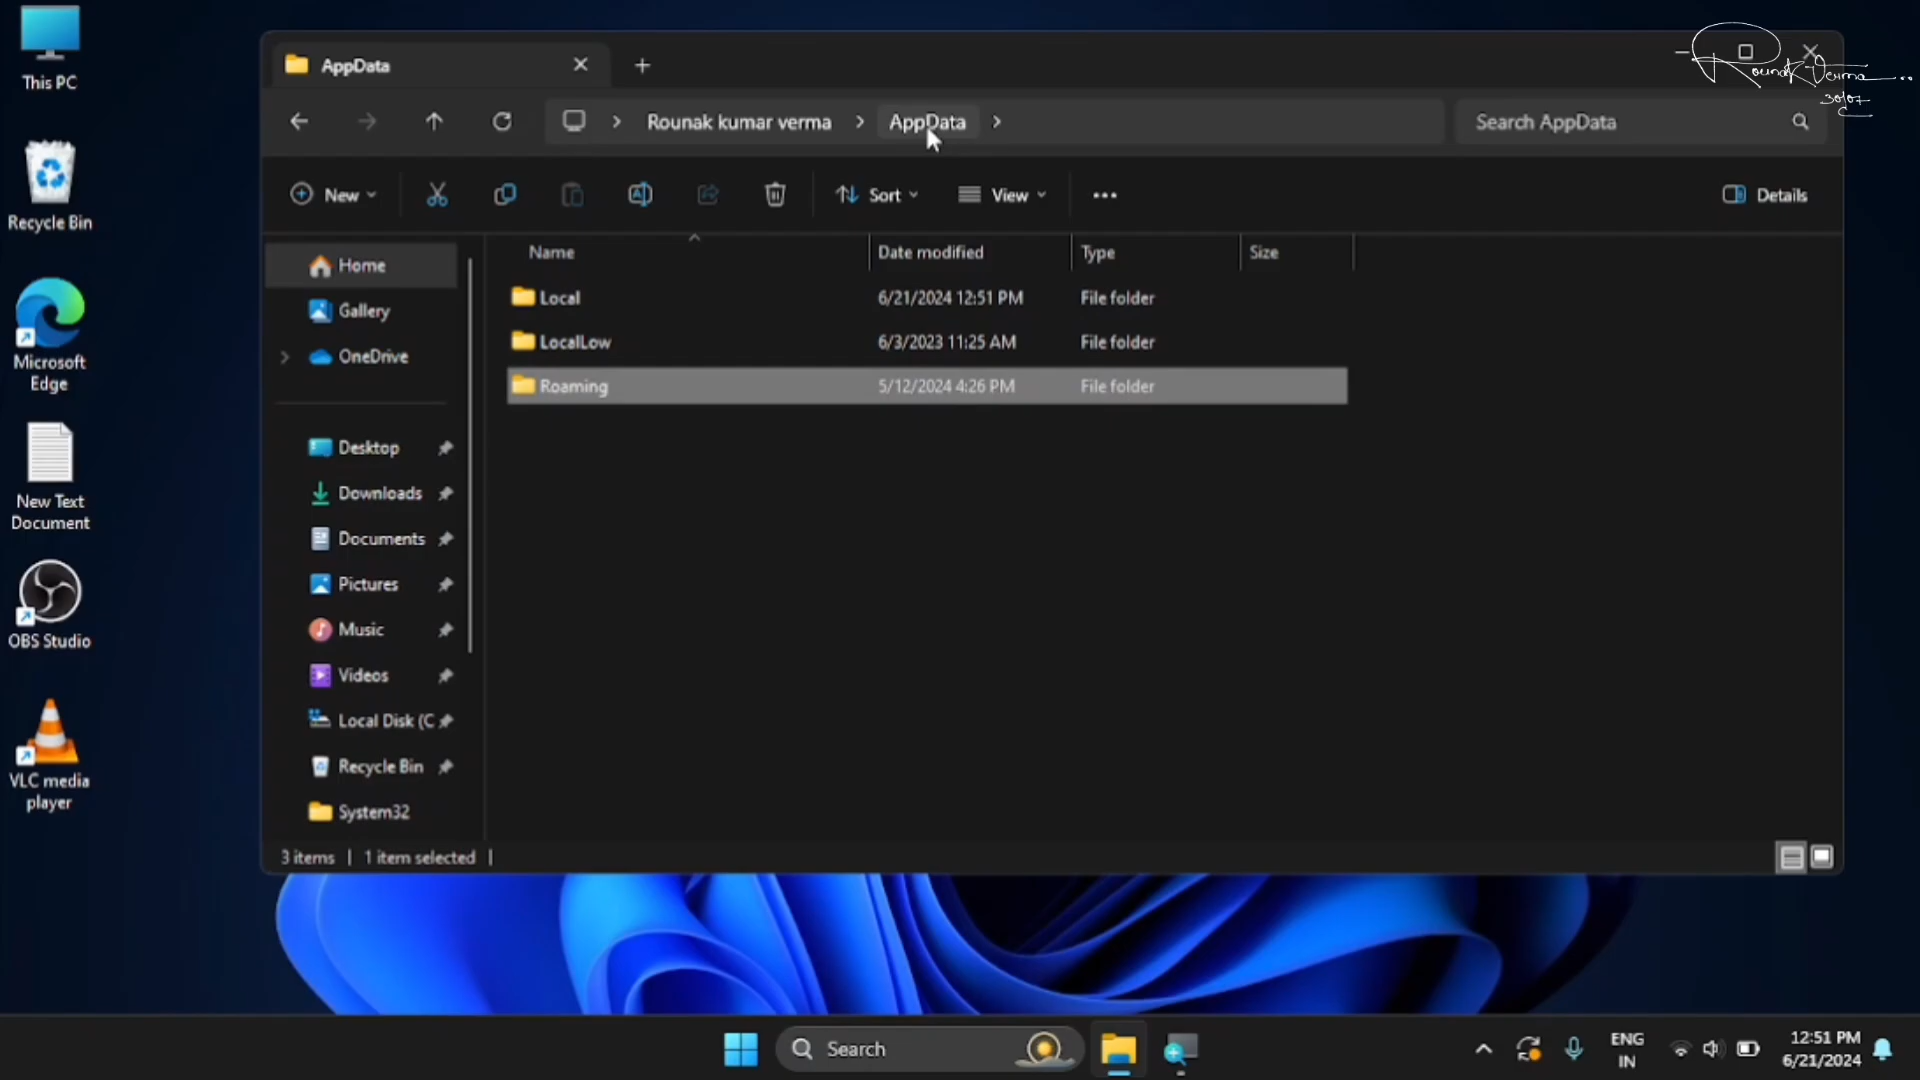 This PC
Recycle Bin
Microsoft
Edge
New Text
Document
OBS Studio
VLC media
player
AppData
Rounak Verma
30/07
Rounak kumar verma
AppData
Search AppData
New
Sort
View
Details
Name
Date modified
Type
Size
Local
6/21/2024 12:51 PM
File folder
LocalLow
6/3/2023 11:25 AM
File folder
Roaming
5/12/2024 4:26 PM
File folder
Home
Gallery
OneDrive
Desktop
Downloads
Documents
Pictures
Music
Videos
Local Disk (C
Recycle Bin
System32
3 items | 1 item selected |
Search
ENG
IN
12:51 PM
6/21/2024